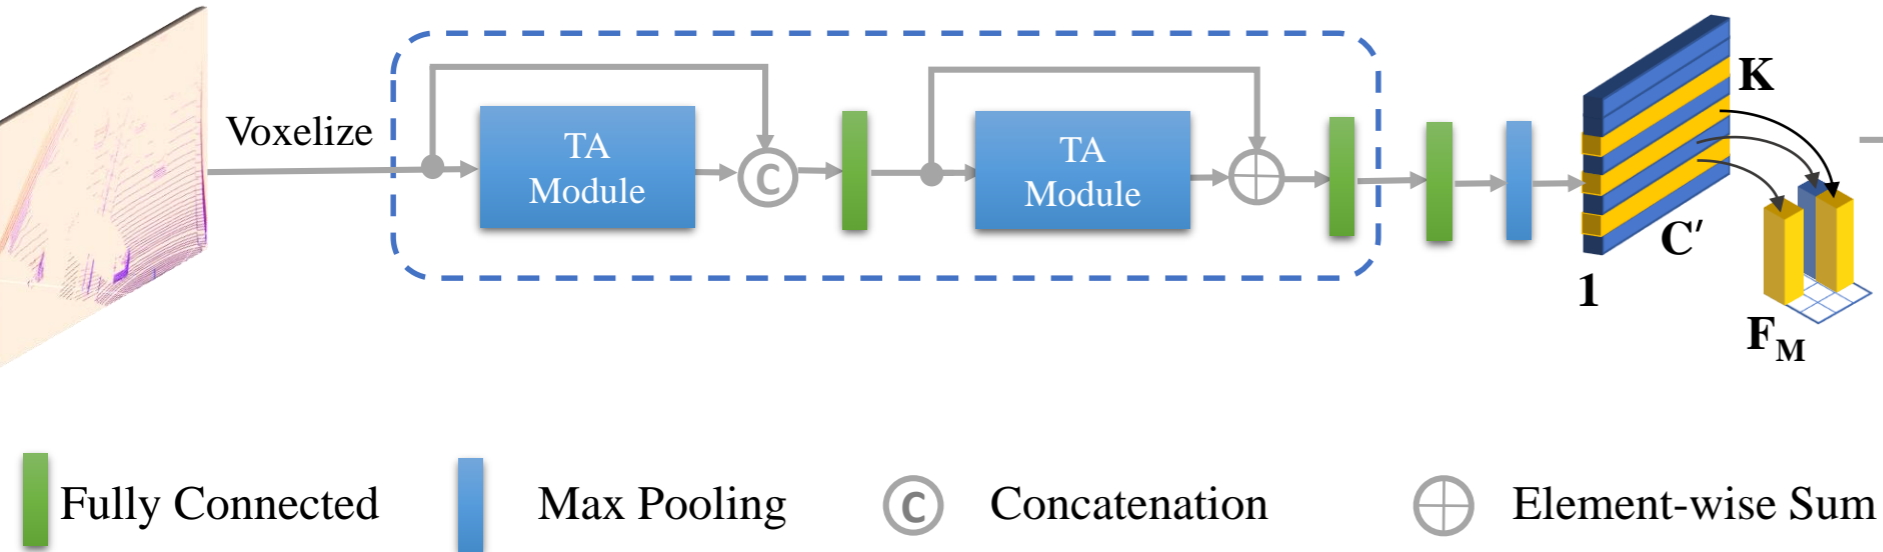 Voxelize
TA
Module
C
TA
Module
K
C′
1
F_M
Fully Connected
Max Pooling
C
Concatenation
Element-wise Sum